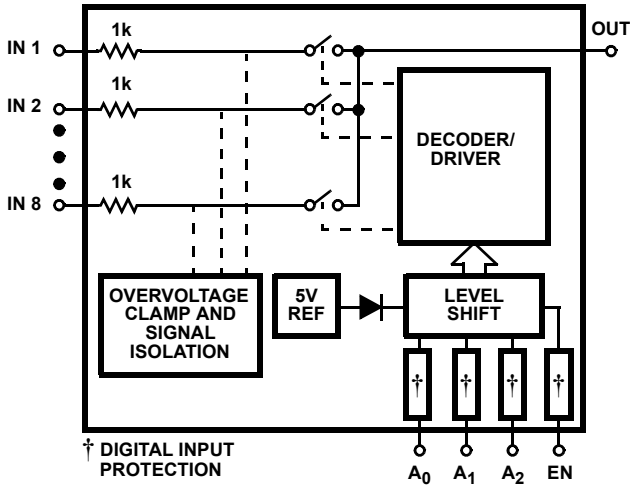 1k
OUT
IN 1
1k
IN 2
DECODER/
DRIVER
1k
IN 8
OVERVOLTAGE
CLAMP AND
SIGNAL
ISOLATION
5V
REF
LEVEL
SHIFT
† † † †
† DIGITAL INPUT
PROTECTION
A0 A1 A2 EN